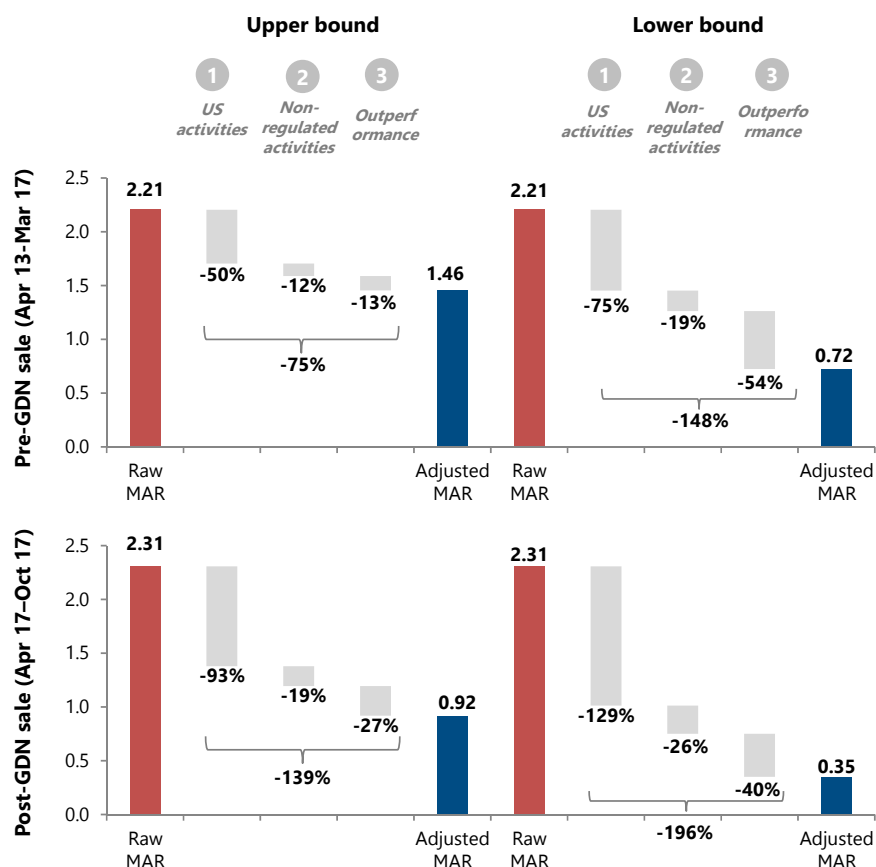 Upper bound
Lower bound
1
2
3
1
2
3
US
activities
Non-
regulated
activities
Outperf
ormance
US
activities
Non-
regulated
activities
Outperfo
rmance
Pre-GDN sale (Apr 13-Mar 17)
2.5
2.0
1.5
1.0
0.5
0.0
2.21
-50%
-12%
-13%
-75%
1.46
2.21
-75%
-19%
-54%
-148%
0.72
Raw
MAR
Adjusted
MAR
Raw
MAR
Adjusted
MAR
Post-GDN sale (Apr 17–Oct 17)
2.5
2.0
1.5
1.0
0.5
0.0
2.31
-93%
-19%
-27%
-139%
0.92
2.31
-129%
-26%
-40%
-196%
0.35
Raw
MAR
Adjusted
MAR
Raw
MAR
Adjusted
MAR